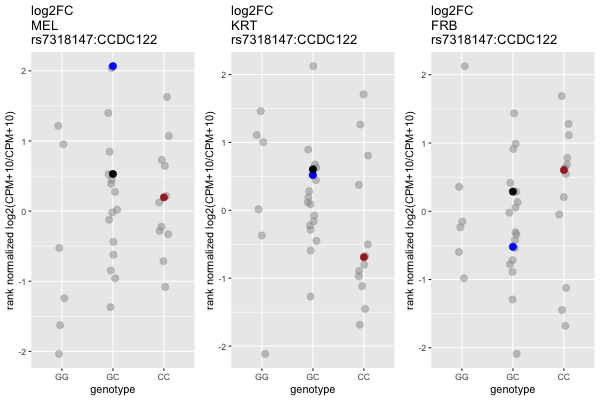 log2FC
MEL
rs7318147:CCDC122
rank normalized log2(CPM+10/CPM+10)
2
1
0
-1
-2
GG
GC
CC
genotype
log2FC
KRT
rs7318147:CCDC122
rank normalized log2(CPM+10/CPM+10)
2
1
0
-1
-2
GG
GC
CC
genotype
log2FC
FRB
rs7318147:CCDC122
rank normalized log2(CPM+10/CPM+10)
2
1
0
-1
-2
GG
GC
CC
genotype